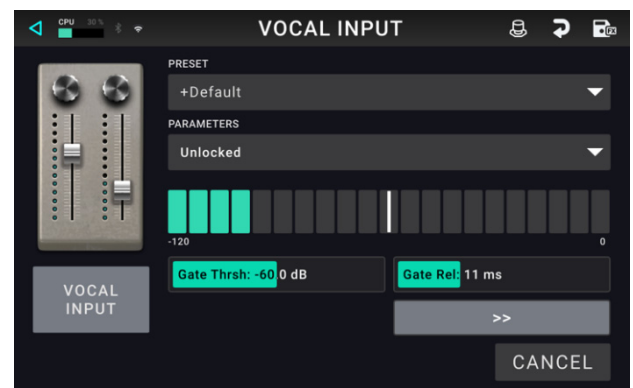 CPU 30 %
VOCAL INPUT
FX
PRESET
+Default
PARAMETERS
Unlocked
-120
0
Gate Thrsh: -60.0 dB
Gate Rel: 11 ms
VOCAL
INPUT
>>
CANCEL